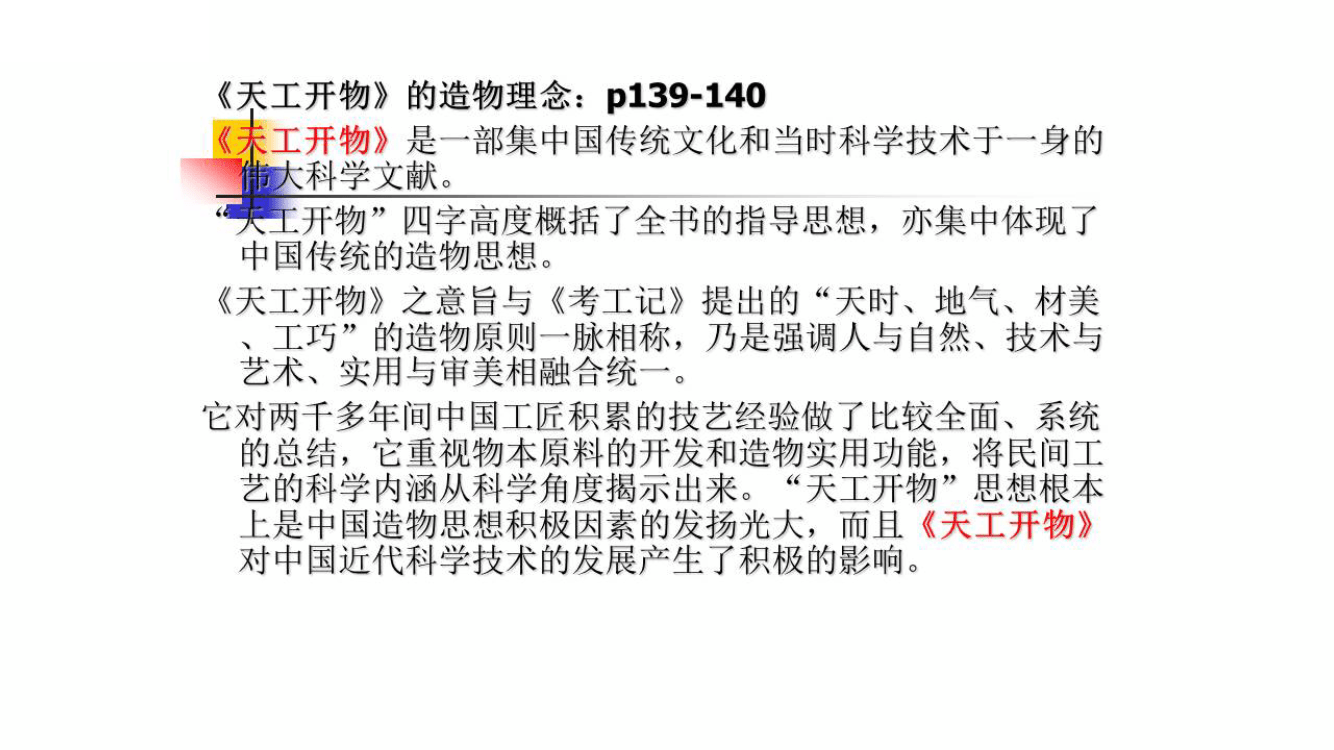 《天工开物》的造物理念：p139-140
《天工开物》是一部集中国传统文化和当时科学技术于一身的
伟大科学文献。
“天工开物”四字高度概括了全书的指导思想，亦集中体现了
中国传统的造物思想。
《天工开物》之意旨与《考工记》提出的“天时、地气、材美
、工巧”的造物原则一脉相称，乃是强调人与自然、技术与
艺术、实用与审美相融合统一。
它对两千多年间中国工匠积累的技艺经验做了比较全面、系统
的总结，它重视物本原料的开发和造物实用功能，将民间工
艺的科学内涵从科学角度揭示出来。“天工开物”思想根本
上是中国造物思想积极因素的发扬光大，而且《天工开物》
对中国近代科学技术的发展产生了积极的影响。